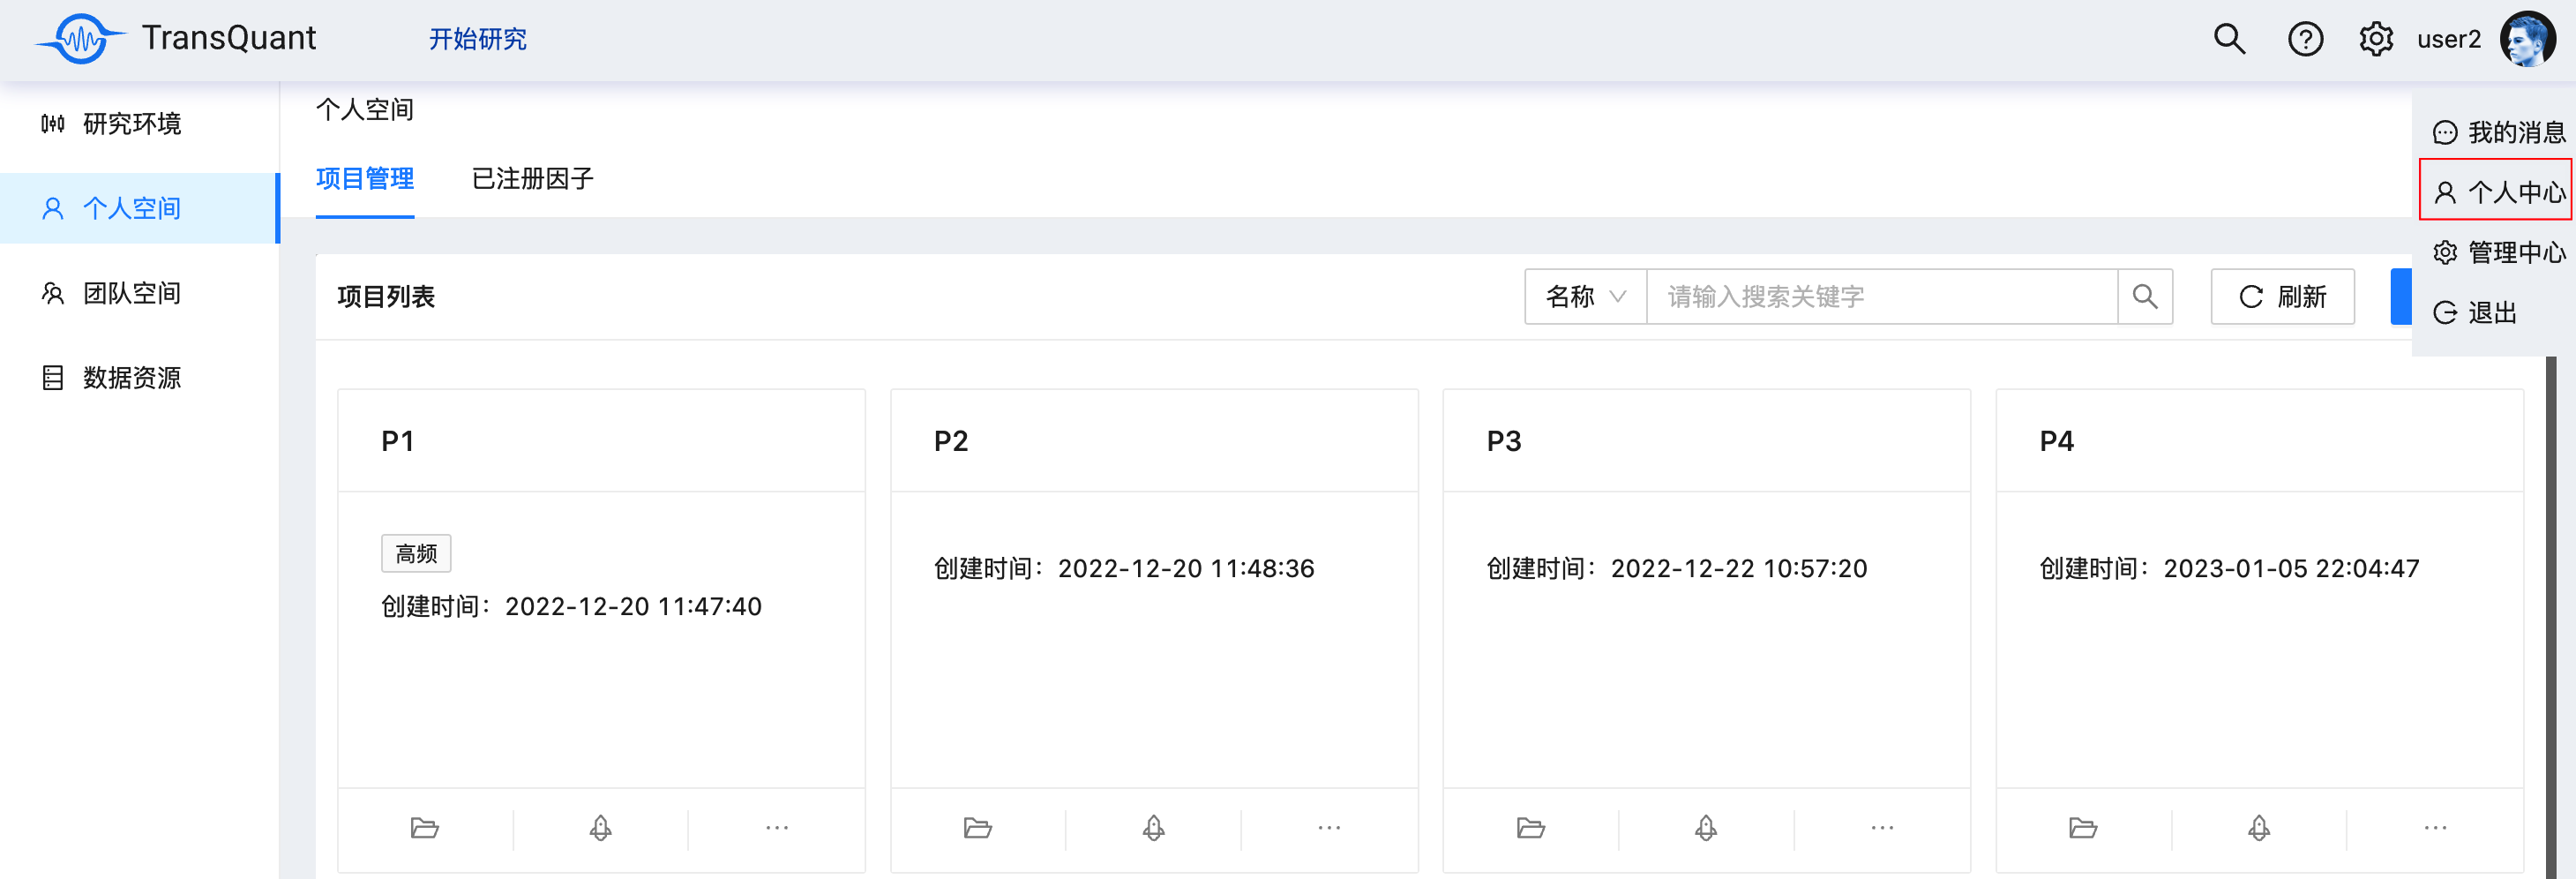 TransQuant
开始研究
user2
研究环境
个人空间
团队空间
数据资源
个人空间
项目管理
已注册因子
我的消息
个人中心
管理中心
退出
项目列表
名称
请输入搜索关键字
刷新
P1
高频
创建时间：2022-12-20 11:47:40
P2
创建时间：2022-12-20 11:48:36
P3
创建时间：2022-12-22 10:57:20
P4
创建时间：2023-01-05 22:04:47